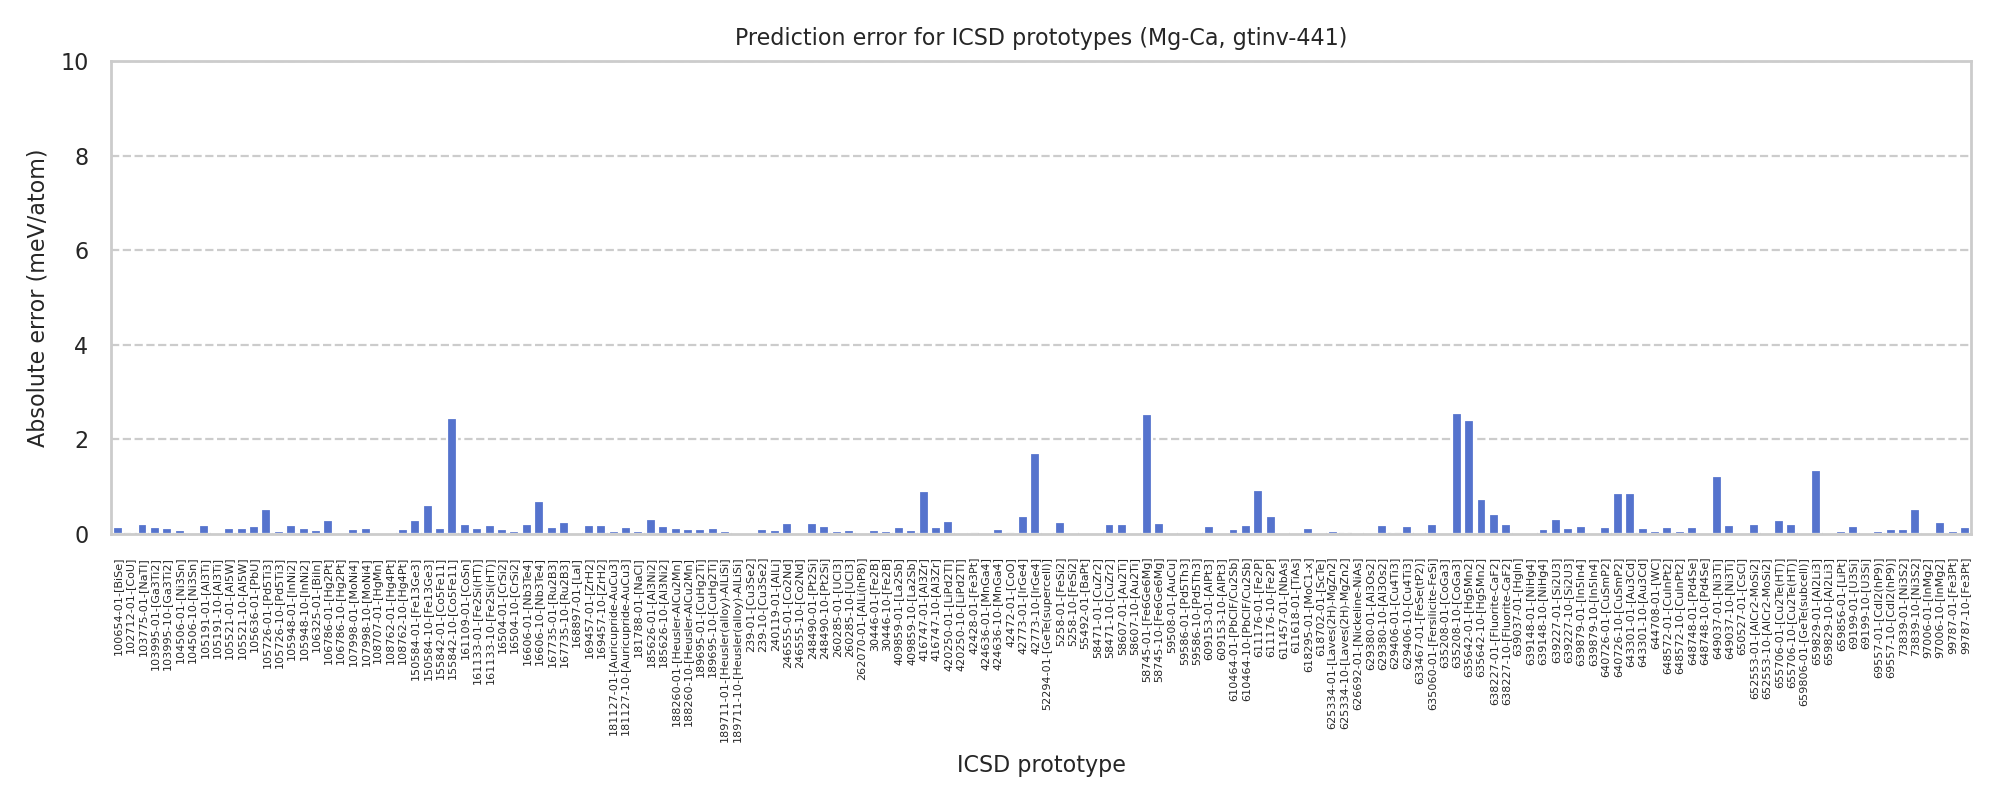 Prediction error for ICSD prototypes (Mg-Ca, gtinv-441)
Absolute error (meV/atom)
10
8
6
4
2
0
100654-01-[BiSe]
102712-01-[CoU]
103775-01-[NaTl]
103995-01-[Ga3Ti2]
103995-10-[Ga3Ti2]
104506-01-[Ni3Sn]
104506-10-[Ni3Sn]
105191-01-[Al3Ti]
105191-10-[Al3Ti]
105521-01-[Al5W]
105521-10-[Al5W]
105636-01-[PbU]
105726-01-[Pd5Ti3]
105726-10-[Pd5Ti3]
105948-01-[InNi2]
105948-10-[InNi2]
106325-01-[BiIn]
106786-01-[Hg2Pt]
106786-10-[Hg2Pt]
107998-01-[MoNi4]
107998-10-[MoNi4]
108707-01-[HgMn]
108762-01-[Hg4Pt]
108762-10-[Hg4Pt]
150584-01-[Fe13Ge3]
150584-10-[Fe13Ge3]
155842-01-[Co5Fe11]
155842-10-[Co5Fe11]
161109-01-[CoSn]
161133-01-[Fe2Si(HT)]
161133-10-[Fe2Si(HT)]
16504-01-[CrSi2]
16504-10-[CrSi2]
16606-01-[Nb3Te4]
16606-10-[Nb3Te4]
167735-01-[Ru2B3]
167735-10-[Ru2B3]
168897-01-[LaI]
169457-01-[ZrH2]
169457-10-[ZrH2]
181127-01-[Auricupride-AuCu3]
181127-10-[Auricupride-AuCu3]
181788-01-[NaCl]
185626-01-[Al3Ni2]
185626-10-[Al3Ni2]
188260-01-[Heusler-AlCu2Mn]
188260-10-[Heusler-AlCu2Mn]
189695-01-[CuHg2Ti]
189695-10-[CuHg2Ti]
189711-01-[Heusler(alloy)-AlLiSi]
189711-10-[Heusler(alloy)-AlLiSi]
239-01-[Cu3Se2]
239-10-[Cu3Se2]
240119-01-[AlLi]
246555-01-[Co2Nd]
246555-10-[Co2Nd]
248490-01-[Pt2Si]
248490-10-[Pt2Si]
260285-01-[UCl3]
260285-10-[UCl3]
262070-01-[AlLi(hP8)]
30446-01-[Fe2B]
30446-10-[Fe2B]
409859-01-[La2Sb]
409859-10-[La2Sb]
416747-01-[Al3Zr]
416747-10-[Al3Zr]
420250-01-[LiPd2Tl]
420250-10-[LiPd2Tl]
42428-01-[Fe3Pt]
424636-01-[MnGa4]
424636-10-[MnGa4]
42472-01-[CoO]
42773-01-[IrGe4]
42773-10-[IrGe4]
52294-01-[GeTe(supercell)]
5258-01-[FeSi2]
5258-10-[FeSi2]
55492-01-[BaPt]
58471-01-[CuZr2]
58471-10-[CuZr2]
58607-01-[Au2Ti]
58607-10-[Au2Ti]
58745-01-[Fe6Ge6Mg]
58745-10-[Fe6Ge6Mg]
59508-01-[AuCu]
59586-01-[Pd5Th3]
59586-10-[Pd5Th3]
609153-01-[AlPt3]
609153-10-[AlPt3]
610464-01-[PbClF/Cu2Sb]
610464-10-[PbClF/Cu2Sb]
611176-01-[Fe2P]
611176-10-[Fe2P]
611457-01-[NbAs]
611618-01-[TiAs]
618295-01-[MoC1-x]
618702-01-[ScTe]
625334-01-[Laves(2H)-MgZn2]
625334-10-[Laves(2H)-MgZn2]
626692-01-[Nickeline-NiAs]
629380-01-[Al3Os2]
629380-10-[Al3Os2]
629406-01-[Cu4Ti3]
629406-10-[Cu4Ti3]
633467-01-[FeSe(tP2)]
635060-01-[Fersilicite-FeSi]
635208-01-[CoGa3]
635208-10-[CoGa3]
635642-01-[Hg5Mn2]
635642-10-[Hg5Mn2]
638227-01-[Fluorite-CaF2]
638227-10-[Fluorite-CaF2]
639037-01-[HgIn]
639148-01-[NiHg4]
639148-10-[NiHg4]
639227-01-[Si2U3]
639227-10-[Si2U3]
639879-01-[In5In4]
639879-10-[In5In4]
640726-01-[CuSmP2]
640726-10-[CuSmP2]
643301-01-[Au3Cd]
643301-10-[Au3Cd]
644708-01-[WC]
648572-01-[CuInPt2]
648572-10-[CuInPt2]
648748-01-[Pd4Se]
648748-10-[Pd4Se]
649037-01-[Ni3Ti]
649037-10-[Ni3Ti]
650527-01-[CsCl]
652553-01-[AlCr2-MoSi2]
652553-10-[AlCr2-MoSi2]
655706-01-[Cu2Te(HT)]
655706-10-[Cu2Te(HT)]
659806-01-[GeTe(subcell)]
659829-01-[Al2Li3]
659829-10-[Al2Li3]
659856-01-[LiPt]
69199-01-[U3Si]
69199-10-[U3Si]
69557-01-[CdI2(hP9)]
69557-10-[CdI2(hP9)]
73839-01-[Ni3S2]
73839-10-[Ni3S2]
97006-01-[InMg2]
97006-10-[InMg2]
99787-01-[Fe3Pt]
99787-10-[Fe3Pt]
ICSD prototype